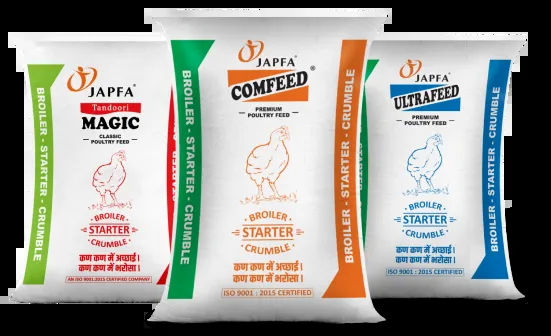 JAPFA
Tandoori
MAGIC
CLASSIC
POULTRY FEED
BROILER - STARTER - CRUMBLE
BROILER
STARTER
CRUMBLE
कण कण में अच्छाई।
कण कण में भरोसा।
AN ISO 9001:2015 CERTIFIED COMPANY
JAPFA®
COMFEED®
PREMIUM
POULTRY FEED
BROILER - STARTER - CRUMBLE
BROILER - STARTER - CRUMBLE
BROILER
STARTER
CRUMBLE
कण कण में अच्छाई।
कण कण में भरोसा।
ISO 9001 : 2015 CERTIFIED
JAPFA®
ULTRAFEED
PREMIUM
POULTRY FEED
BROILER - STARTER - CRUMBLE
BROILER
STARTER
CRUMBLE
कण कण में अच्छाई।
कण कण में भरोसा।
ISO 9001 : 2015 CERTIFIED